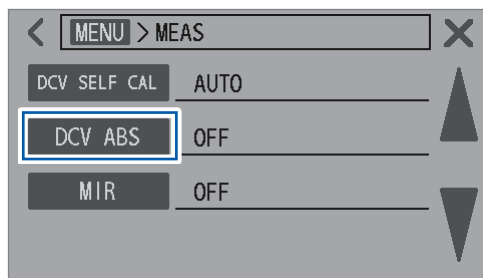 MENU > MEAS
DCV SELF CAL AUTO
DCV ABS OFF
MIR OFF